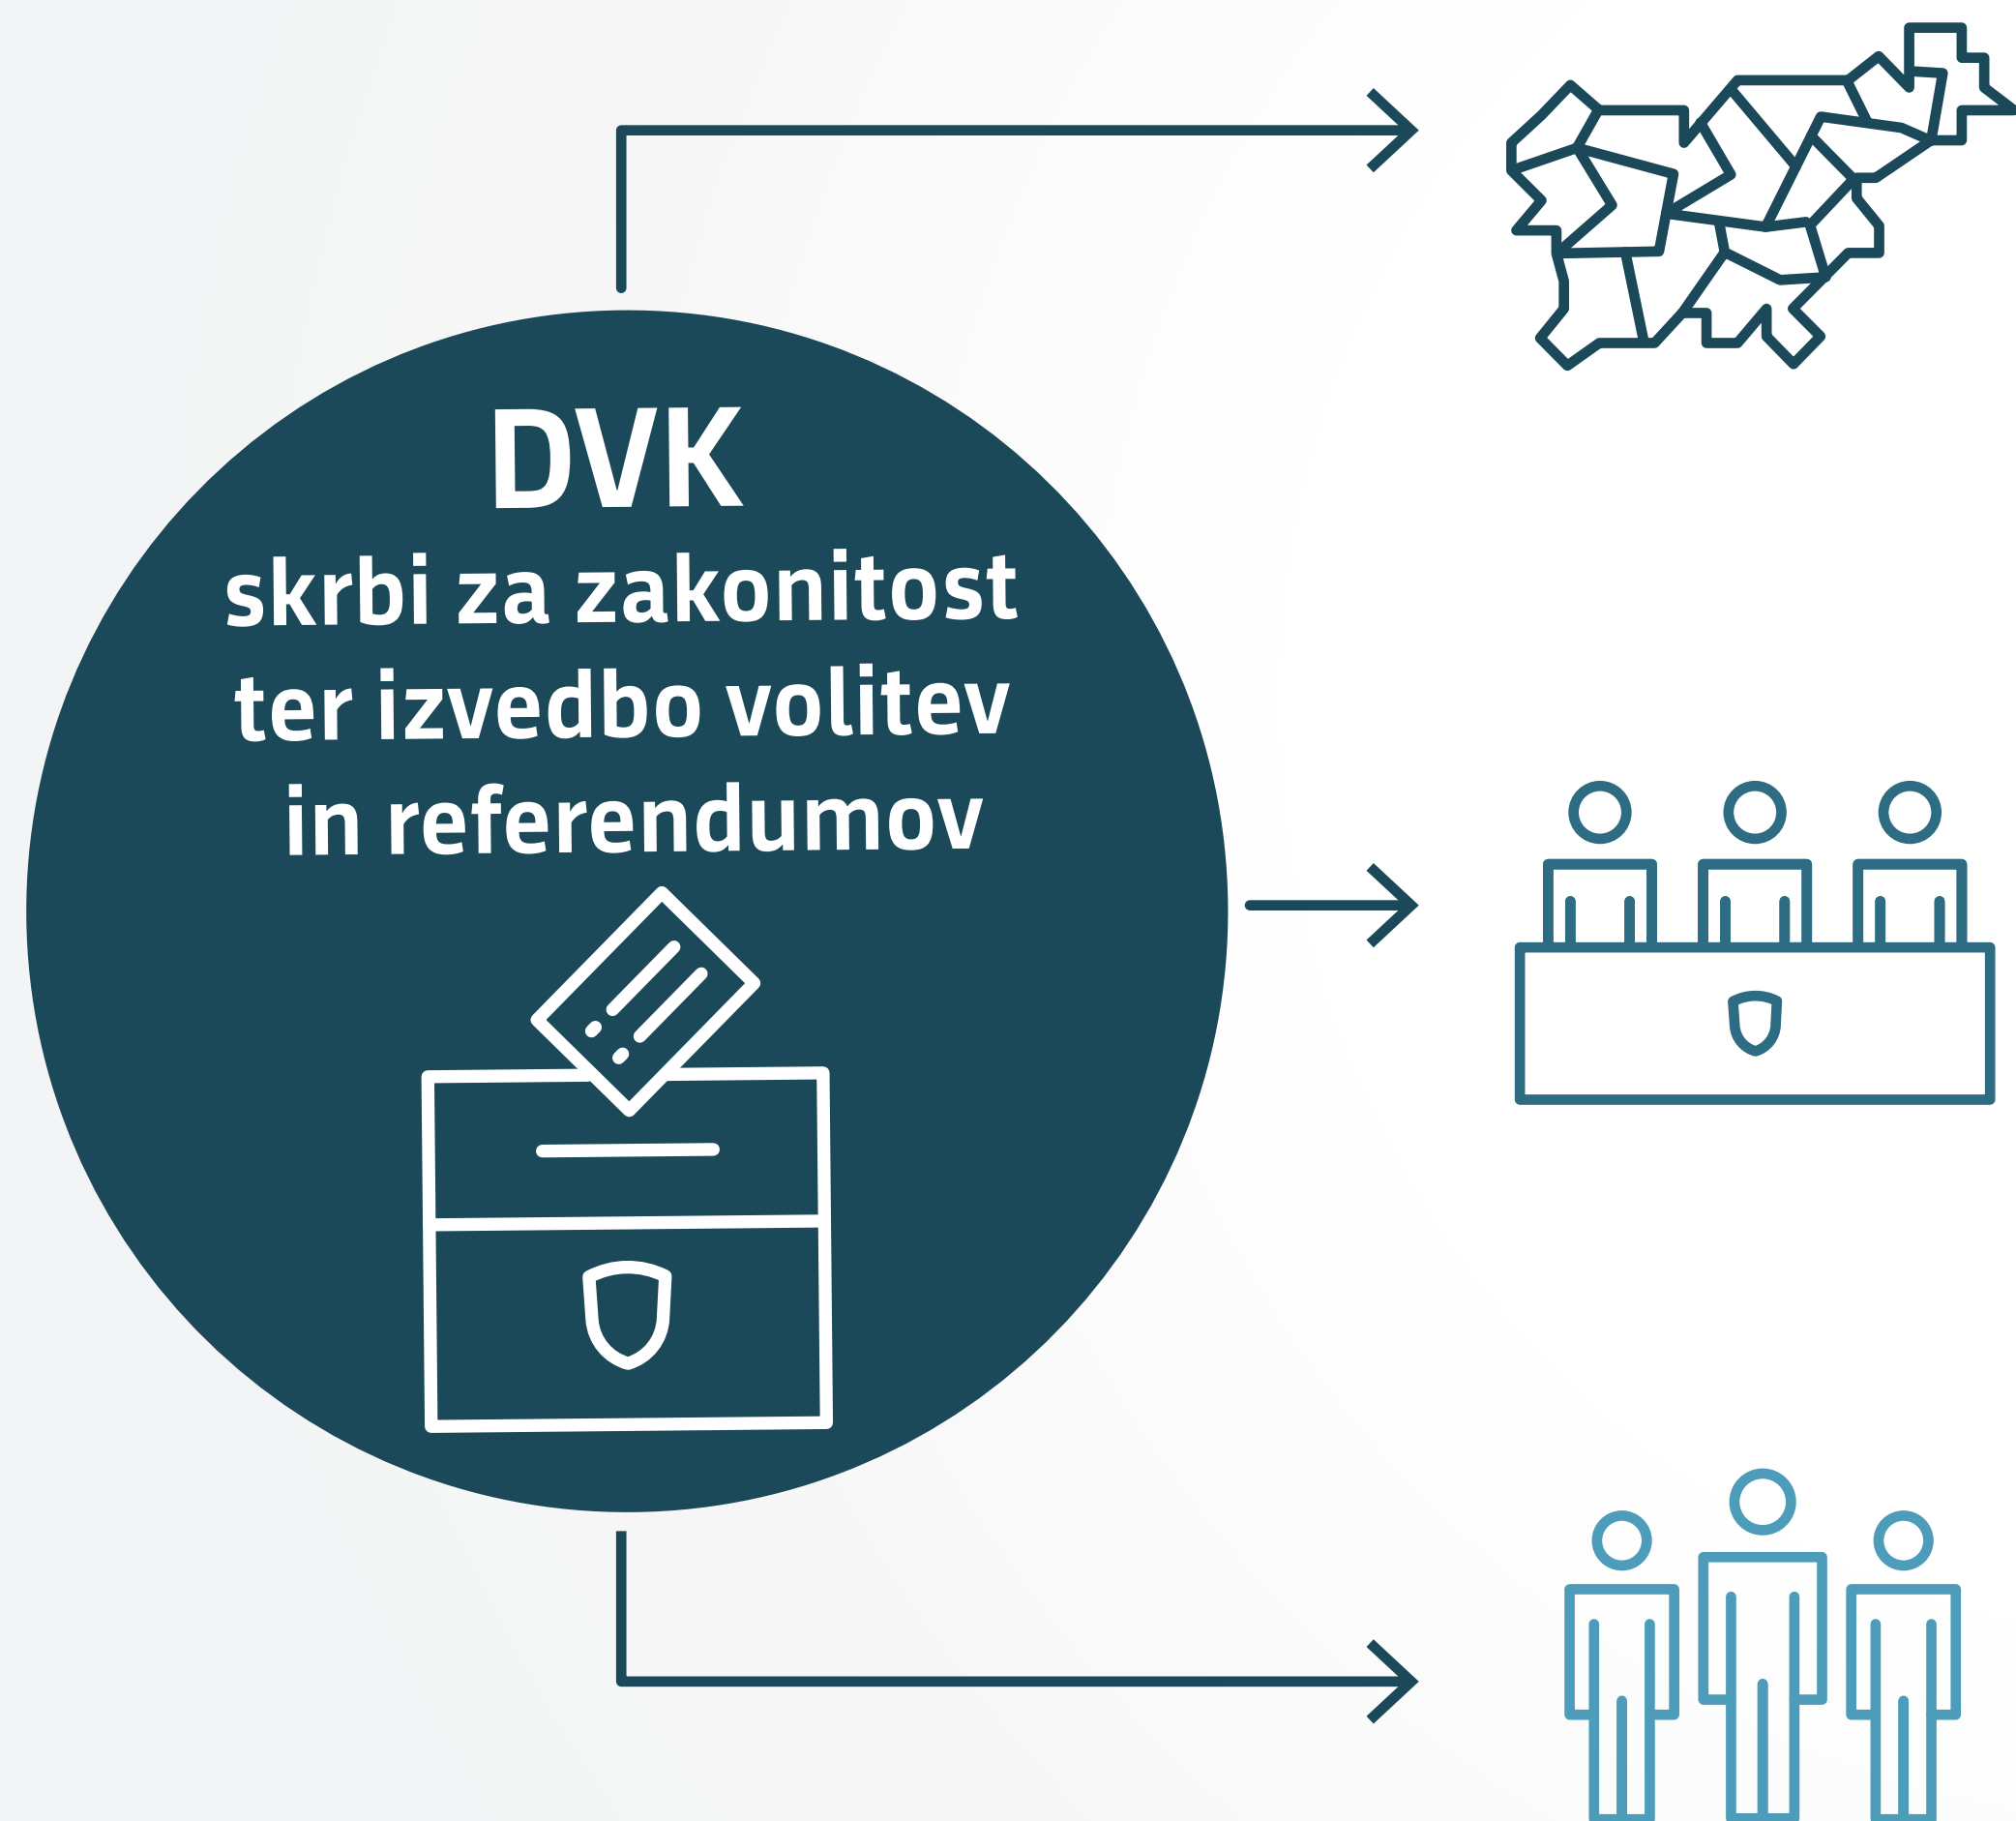 DVK
skrbi za zakonitost
ter izvedbo volitev
in referendumov